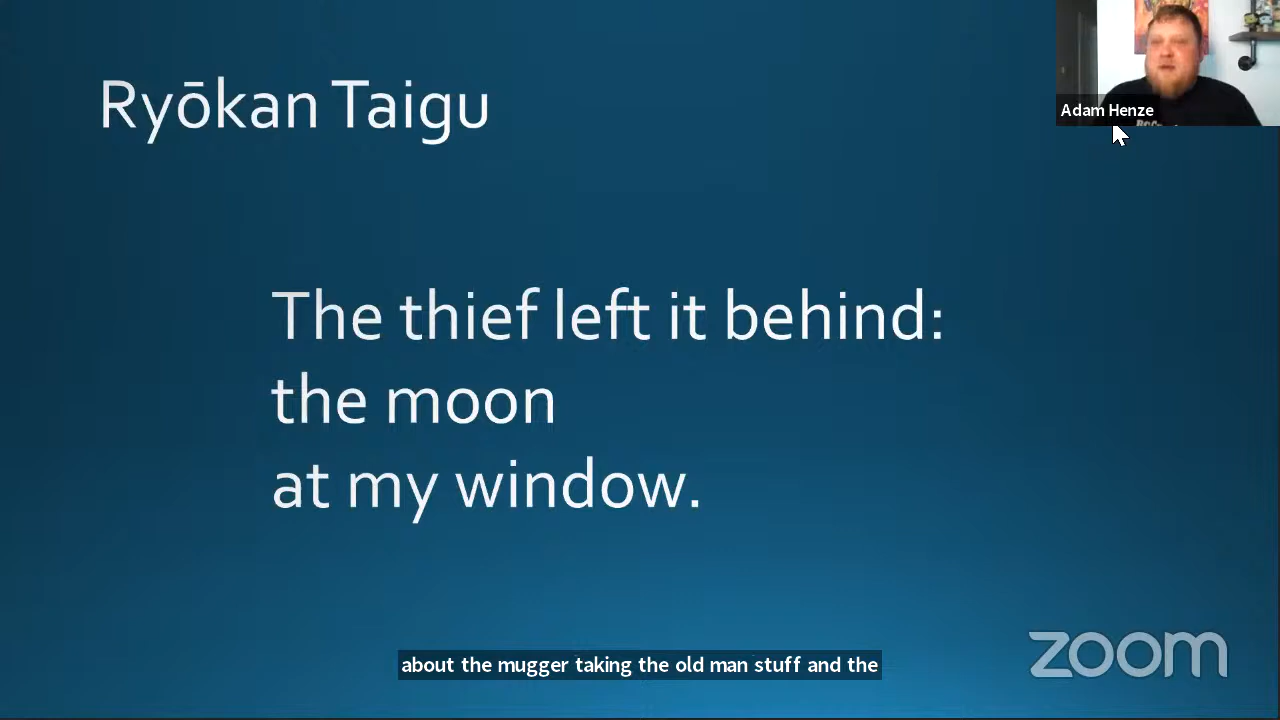 Ryōkan Taigu
Adam Henze
The thief left it behind:
the moon
at my window.
about the mugger taking the old man stuff and the
zoom